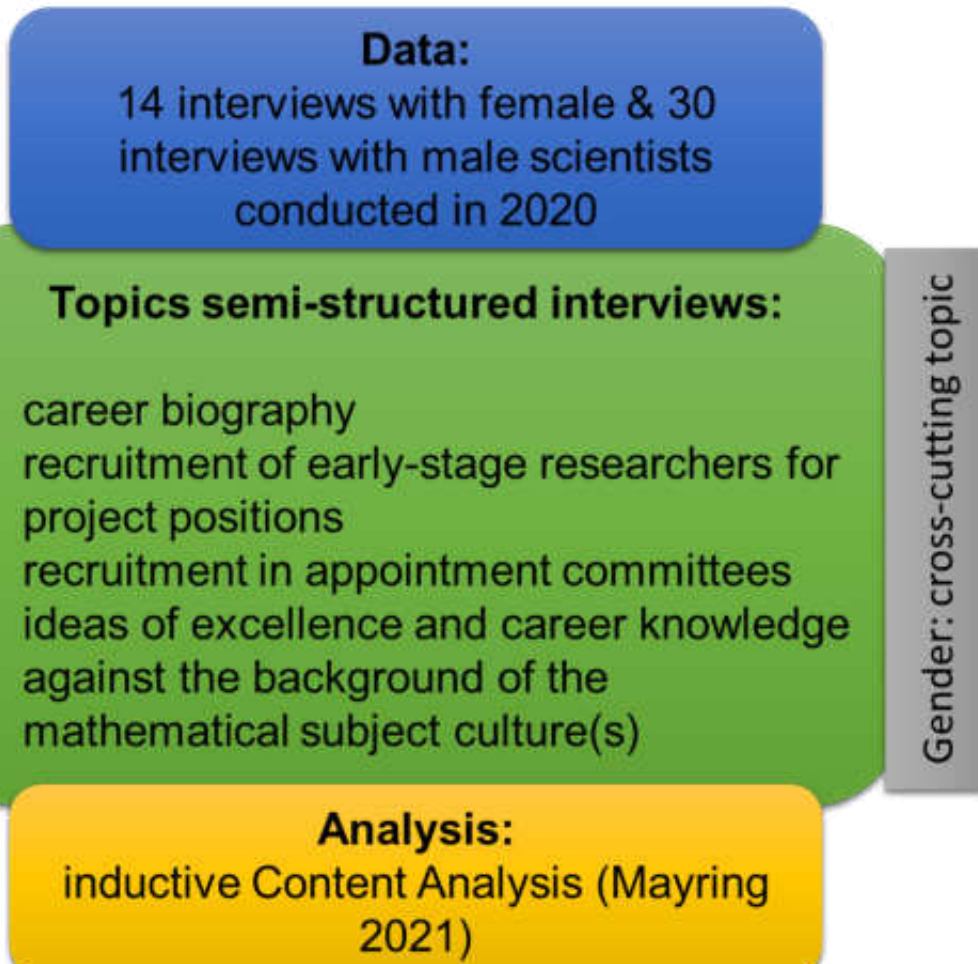 Data:
14 interviews with female & 30
interviews with male scientists
conducted in 2020
Topics semi-structured interviews:
career biography
recruitment of early-stage researchers for
project positions
recruitment in appointment committees
ideas of excellence and career knowledge
against the background of the
mathematical subject culture(s)
Gender: cross-cutting topic
Analysis:
inductive Content Analysis (Mayring
2021)